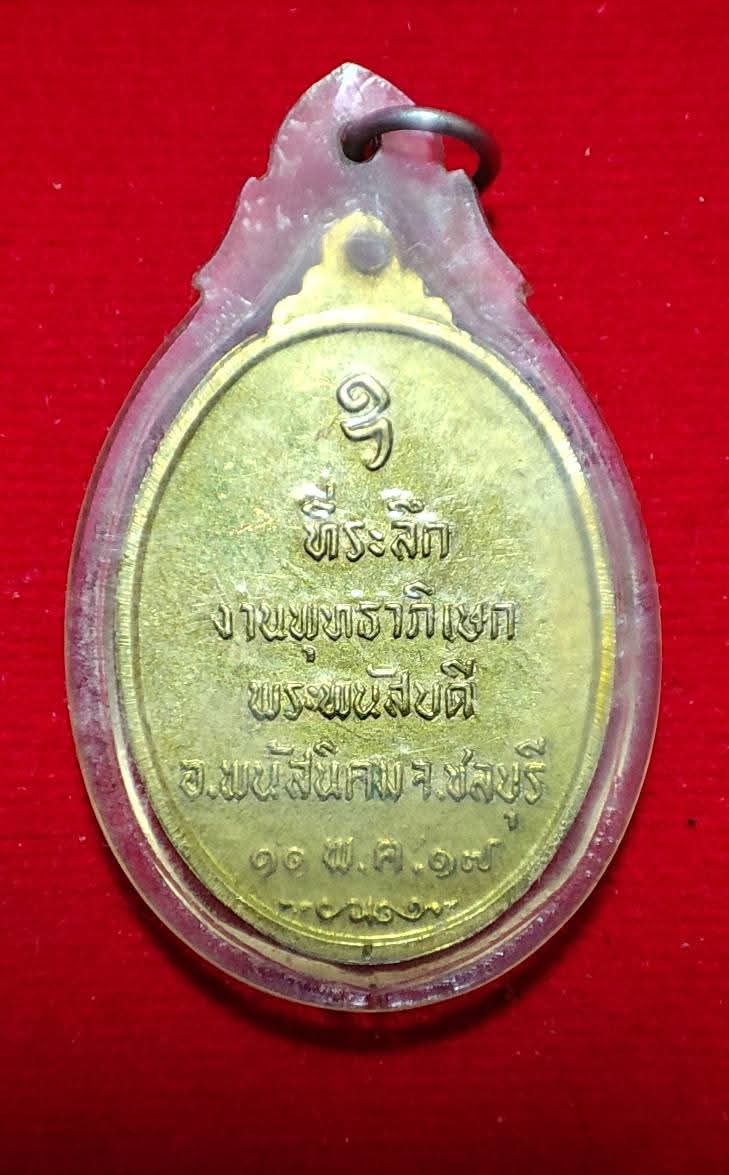 ที่ระลึก
งานพุทธาภิเษก
พระพนัสบดี
อ.พนัสนิคม จ.ชลบุรี
๑๑ พ.ค.๑๗